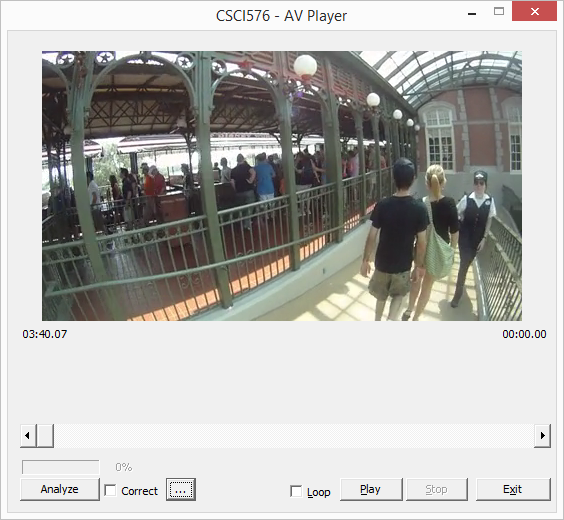 CSCI576 - AV Player
03:40.07 00:00.00
0%
Analyze Correct ... Loop Play Stop Exit